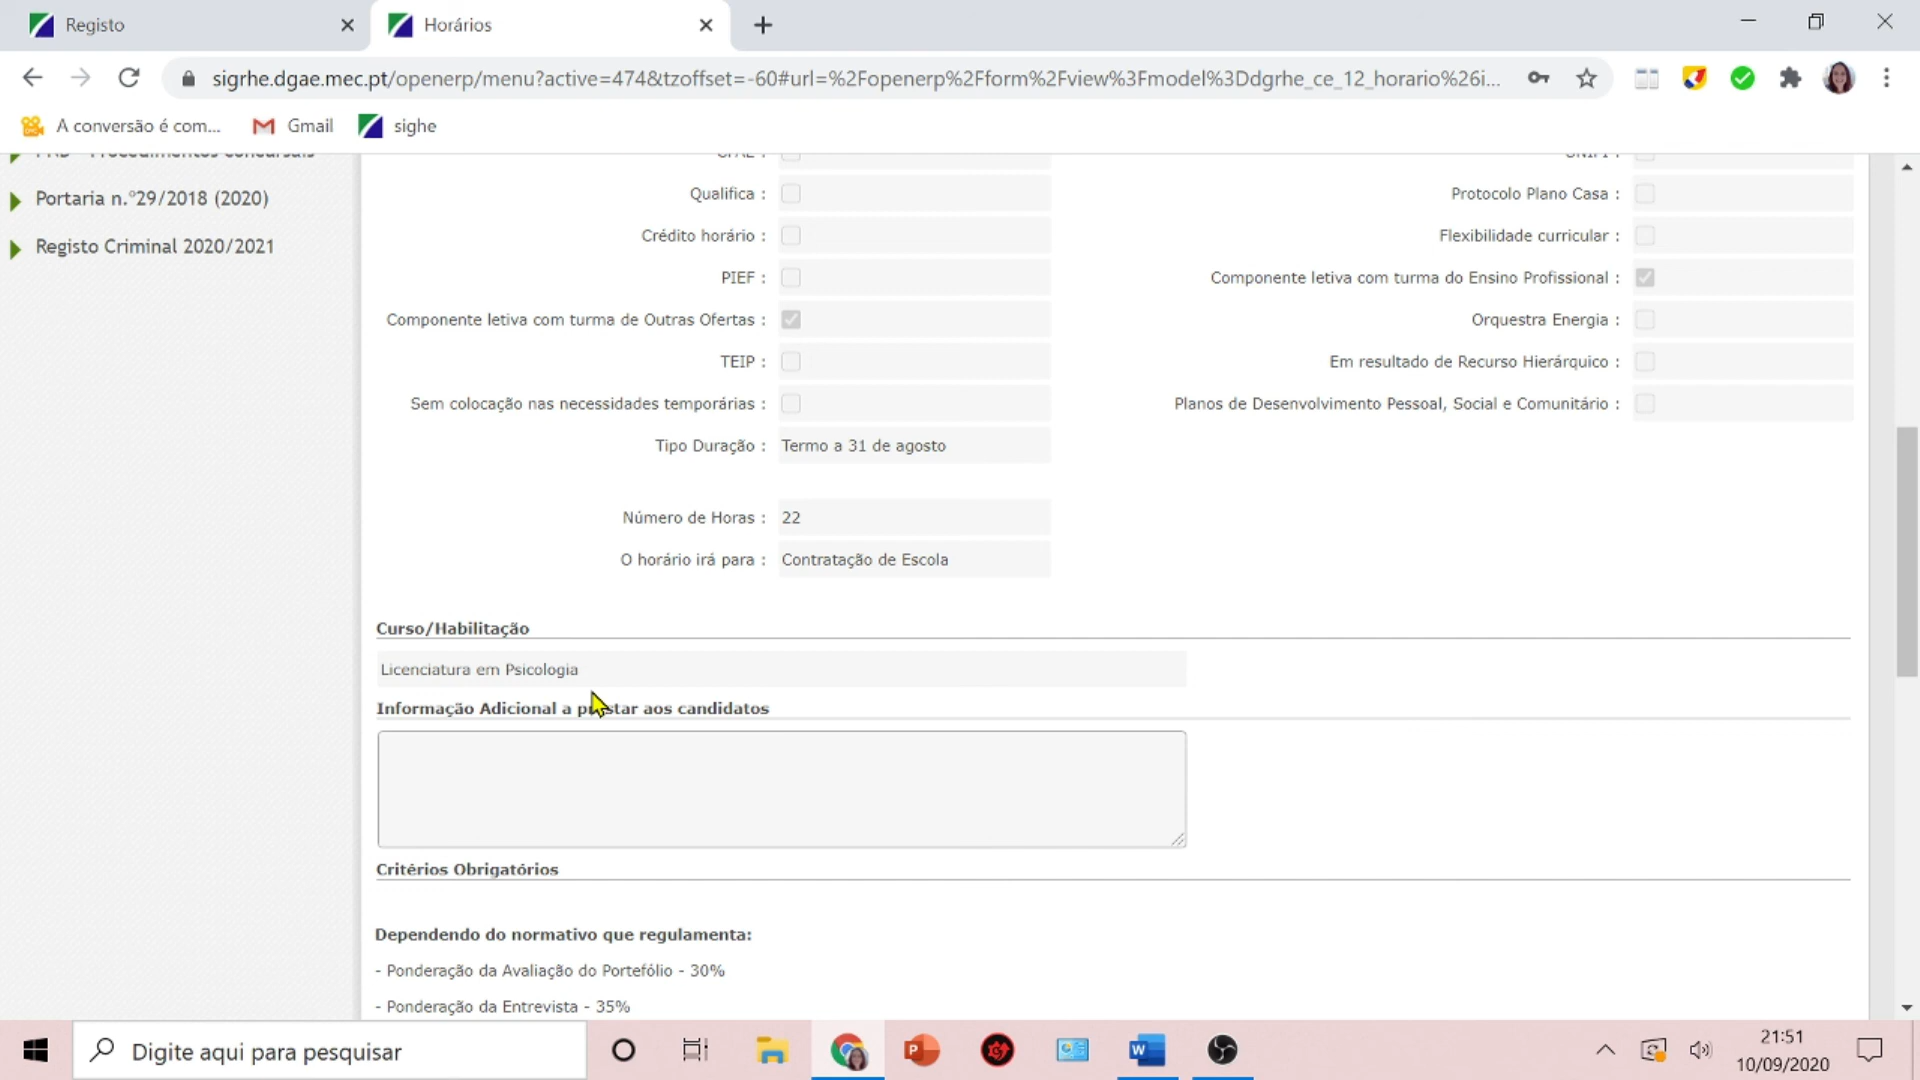 Registo
Horários
sigrhe.dgae.mec.pt/openerp/menu?active=474&tzoffset=-60#url=%2Fopenerp%2Fform%2Fview%3Fmodel%3Ddgrhe_ce_12_horario%26i...
A conversão é com...
Gmail
sighe
Portaria n.º29/2018 (2020)
Registo Criminal 2020/2021
Qualifica :
Protocolo Plano Casa :
Crédito horário :
Flexibilidade curricular :
PIEF :
Componente letiva com turma do Ensino Profissional :
Componente letiva com turma de Outras Ofertas :
Orquestra Energia :
TEIP :
Em resultado de Recurso Hierárquico :
Sem colocação nas necessidades temporárias :
Planos de Desenvolvimento Pessoal, Social e Comunitário :
Tipo Duração : Termo a 31 de agosto
Número de Horas : 22
O horário irá para : Contratação de Escola
Curso/Habilitação
Licenciatura em Psicologia
Informação Adicional a prestar aos candidatos
Critérios Obrigatórios
Dependendo do normativo que regulamenta:
- Ponderação da Avaliação do Portefólio - 30%
- Ponderação da Entrevista - 35%
Digite aqui para pesquisar
21:51
10/09/2020